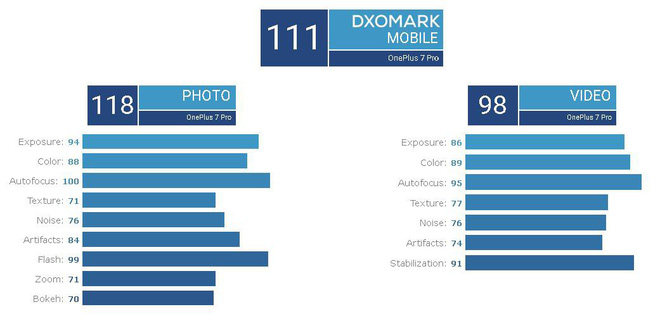 111
DXOMARK
MOBILE
OnePlus 7 Pro
118
PHOTO
OnePlus 7 Pro
Exposure: 94
Color: 88
Autofocus: 100
Texture: 71
Noise: 76
Artifacts: 84
Flash: 99
Zoom: 71
Bokeh: 70
98
VIDEO
OnePlus 7 Pro
Exposure: 86
Color: 89
Autofocus: 95
Texture: 77
Noise: 76
Artifacts: 74
Stabilization: 91